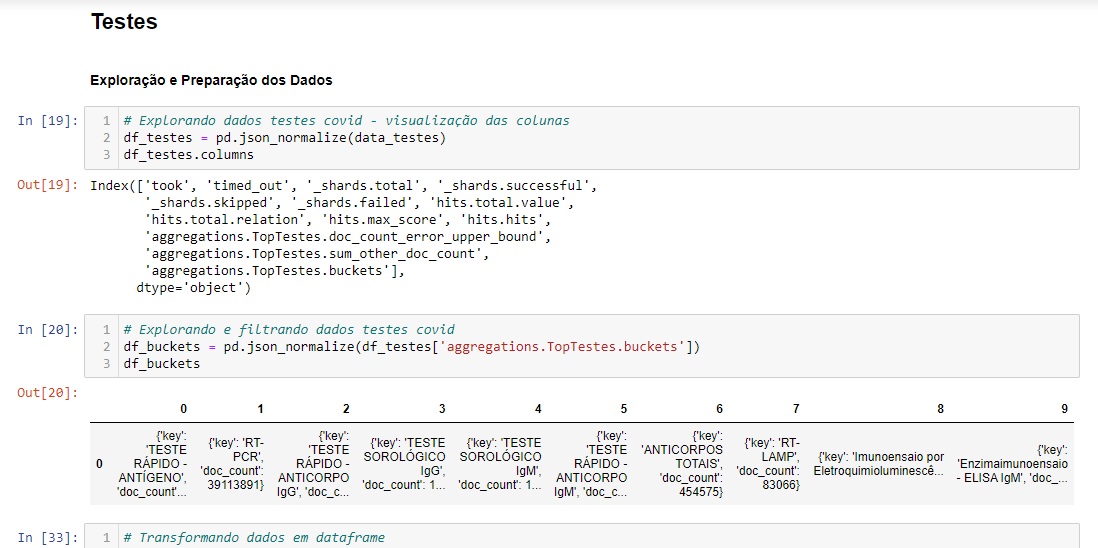 Testes
Exploração e Preparação dos Dados
In [19]:
1 # Explorando dados testes covid - visualização das colunas
2 df_testes = pd.json_normalize(data_testes)
3 df_testes.columns
Out[19]: Index(['took', 'timed_out', '_shards.total', '_shards.successful',
'_shards.skipped', '_shards.failed', 'hits.total.value',
'hits.total.relation', 'hits.max_score', 'hits.hits',
'aggregations.TopTestes.doc_count_error_upper_bound',
'aggregations.TopTestes.sum_other_doc_count',
'aggregations.TopTestes.buckets'],
dtype='object')
In [20]:
1 # Explorando e filtrando dados testes covid
2 df_buckets = pd.json_normalize(df_testes['aggregations.TopTestes.buckets'])
3 df_buckets
Out[20]:
0 1 2 3 4 5 6 7 8 9
0
{'key':
'TESTE
RÁPIDO -
ANTÍGENO',
'doc_count'...
{'key': 'RT-
PCR',
'doc_count':
39113891}
{'key':
'TESTE
RÁPIDO -
ANTICORPO
IgG', 'doc_c...
{'key': 'TESTE
SOROLÓGICO
IgG',
'doc_count': 1...
{'key': 'TESTE
SOROLÓGICO
IgM',
'doc_count': 1...
{'key':
'TESTE
RÁPIDO -
ANTICORPO
IgM', 'doc_c...
{'key':
'ANTICORPOS
TOTAIS',
'doc_count':
454575}
{'key': 'RT-
LAMP',
'doc_count':
83066}
{'key': 'Imunoensaio por
Eletroquimioluminescê...
{'key':
'Enzimaimunoensaio
- ELISA IgM', 'doc_...
In [33]:
1 # Transformando dados em dataframe